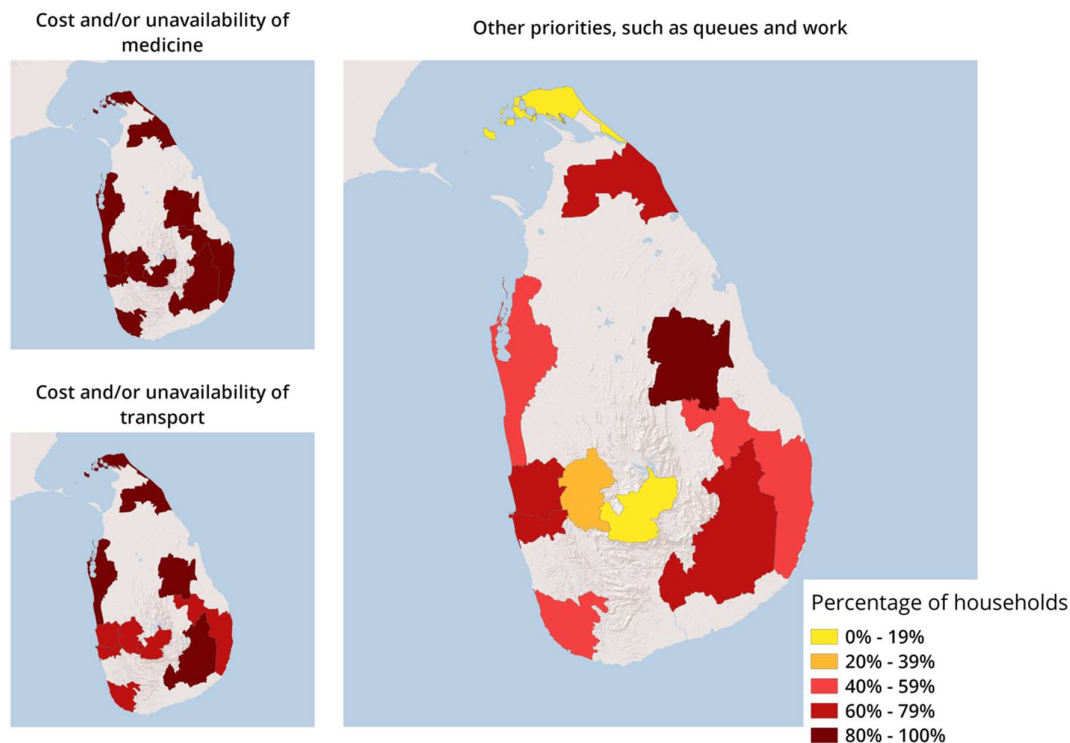 Cost and/or unavailability of
medicine
Other priorities, such as queues and work
Cost and/or unavailability of
transport
Percentage of households
0% - 19%
20% - 39%
40% - 59%
60% - 79%
80% - 100%